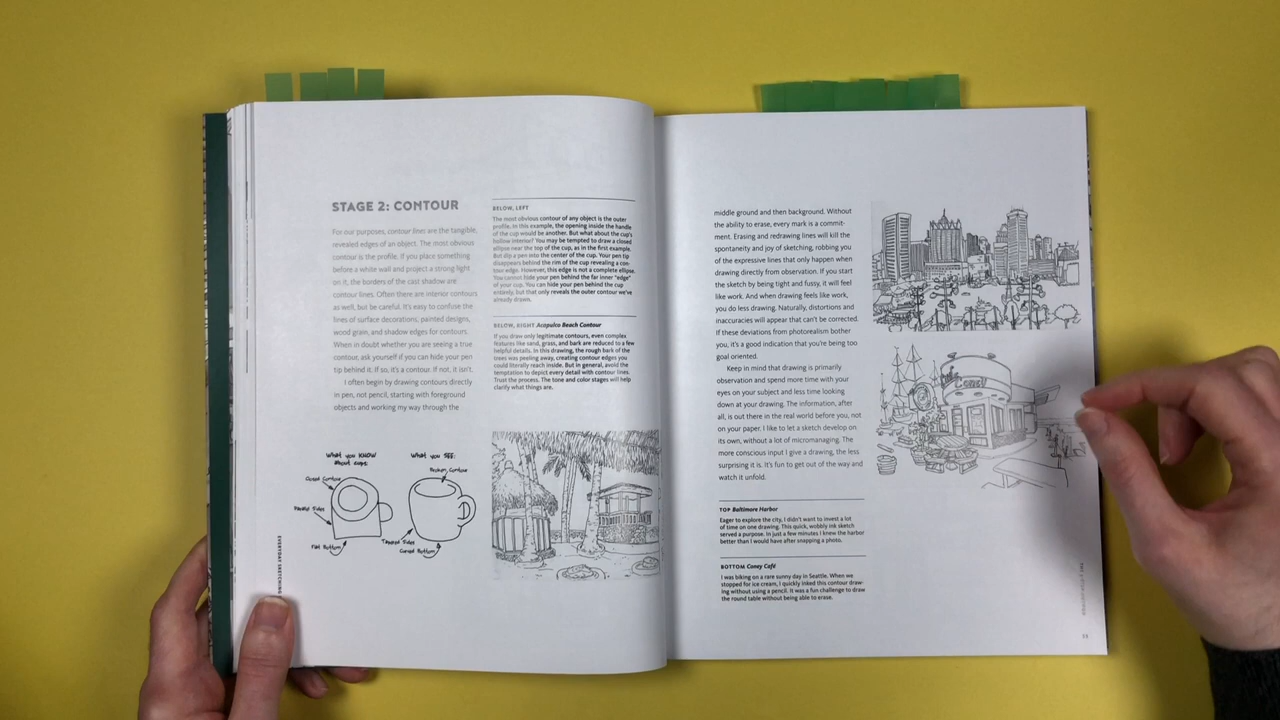 STAGE 2: CONTOUR
For our purposes, contour lines are the tangible,
revealed edges of an object. The most obvious
contour is the profile. If you place something
before a white wall and project a strong light
on it, the borders of the cast shadow are
contour lines. Often there are interior contours
as well, but be careful. It's easy to confuse the
lines of surface decorations, painted designs,
wood grain, and shadow edges for contours.
When in doubt whether you are seeing a true
contour, ask yourself if you can hide your pen
tip behind it. If so, it's a contour. If not, it isn't.
I often begin by drawing contours directly
in pen, not pencil, starting with foreground
objects and working my way through the
BELOW, LEFT
The most obvious contour of any object is the outer
profile. In this example, the opening inside the handle
of the cup would be another. But what about the cup's
hollow interior? You may be tempted to draw a closed
ellipse near the top of the cup, as in the first example.
But dip a pen into the center of the cup. Your pen tip
disappears behind the rim of the cup revealing a con-
tour edge. However, this edge is not a complete ellipse.
You cannot hide your pen behind the far inner "edge"
of your cup. You can hide your pen behind the cup
entirely, but that only reveals the outer contour we've
already drawn.
BELOW, RIGHT Acapulco Beach Contour
If you draw only legitimate contours, even complex
features like sand, grass, and bark are reduced to a few
helpful details. In this drawing, the rough bark of the
trees was peeling away, creating contour edges you
could literally reach inside. But in general, avoid the
temptation to depict every detail with contour lines.
Trust the process. The tone and color stages will help
clarify what things are.
What you KNOW
about cups:
Closed Contour
Parallel Sides
Flat Bottom
What you SEE:
Broken Contour
Tapered Sides
Curved Bottom
EVERYDAY SKETCHING
middle ground and then background. Without
the ability to erase, every mark is a commit-
ment. Erasing and redrawing lines will kill the
spontaneity and joy of sketching, robbing you
of the expressive lines that only happen when
drawing directly from observation. If you start
the sketch by being tight and fussy, it will feel
like work. And when drawing feels like work,
you do less drawing. Naturally, distortions and
inaccuracies will appear that can't be corrected.
If these deviations from photorealism bother
you, it's a good indication that you're being too
goal oriented.
Keep in mind that drawing is primarily
observation and spend more time with your
eyes on your subject and less time looking
down at your drawing. The information, after
all, is out there in the real world before you, not
on your paper. I like to let a sketch develop on
its own, without a lot of micromanaging. The
more conscious input I give a drawing, the less
surprising it is. It's fun to get out of the way and
watch it unfold.
TOP Baltimore Harbor
Eager to explore the city, I didn't want to invest a lot
of time on one drawing. This quick, wobbly ink sketch
served a purpose. In just a few minutes I knew the harbor
better than I would have after snapping a photo.
BOTTOM Coney Café
I was biking on a rare sunny day in Seattle. When we
stopped for ice cream, I quickly inked this contour draw-
ing without using a pencil. It was a fun challenge to draw
the round table without being able to erase.